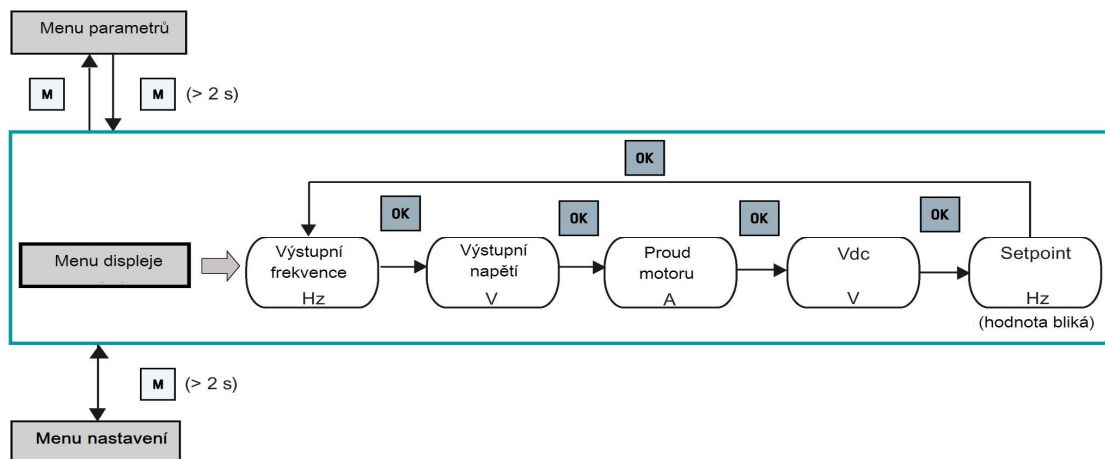 Menu parametrů
M
M (> 2 s)
OK
OK
OK
OK
OK
Menu displeje
Výstupní
frekvence
Hz
Výstupní
napětí
V
Proud
motoru
A
Vdc
V
Setpoint
Hz
(hodnota bliká)
M (> 2 s)
Menu nastavení